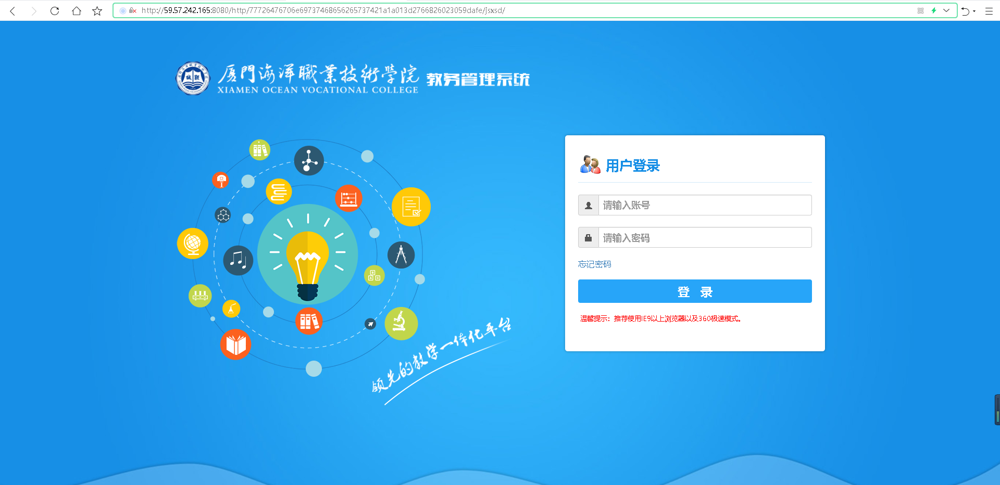 http://59.57.242.165:8080/http/77726476706e69737468656265737421a1a013d2766826023059dafe/jsxsd/
厦門海洋職業技術學院 教务管理系统
XIAMEN OCEAN VOCATIONAL COLLEGE
用户登录
请输入账号
请输入密码
忘记密码
登 录
温馨提示：推荐使用IE9以上浏览器以及360极速模式。
领先的教学一体化平台